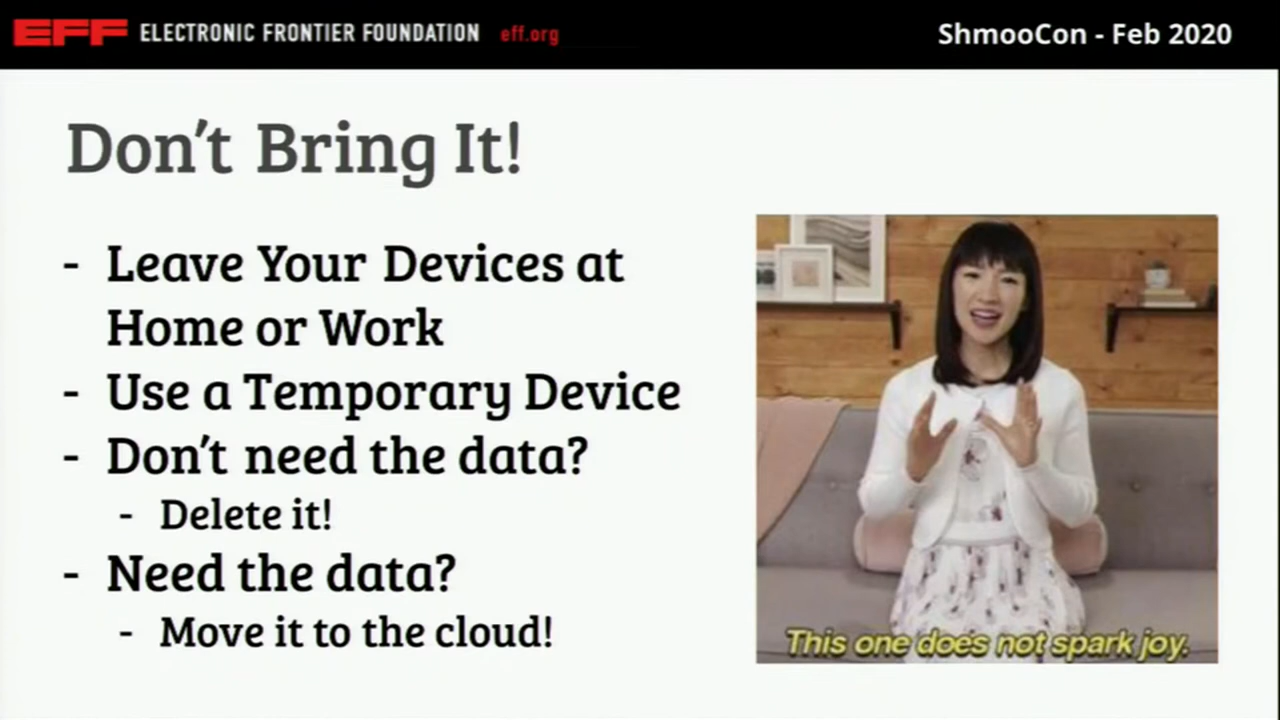 EFF ELECTRONIC FRONTIER FOUNDATION eff.org
ShmooCon - Feb 2020
Don't Bring It!
- Leave Your Devices at
Home or Work
- Use a Temporary Device
- Don't need the data?
- Delete it!
- Need the data?
- Move it to the cloud!
This one does not spark joy.